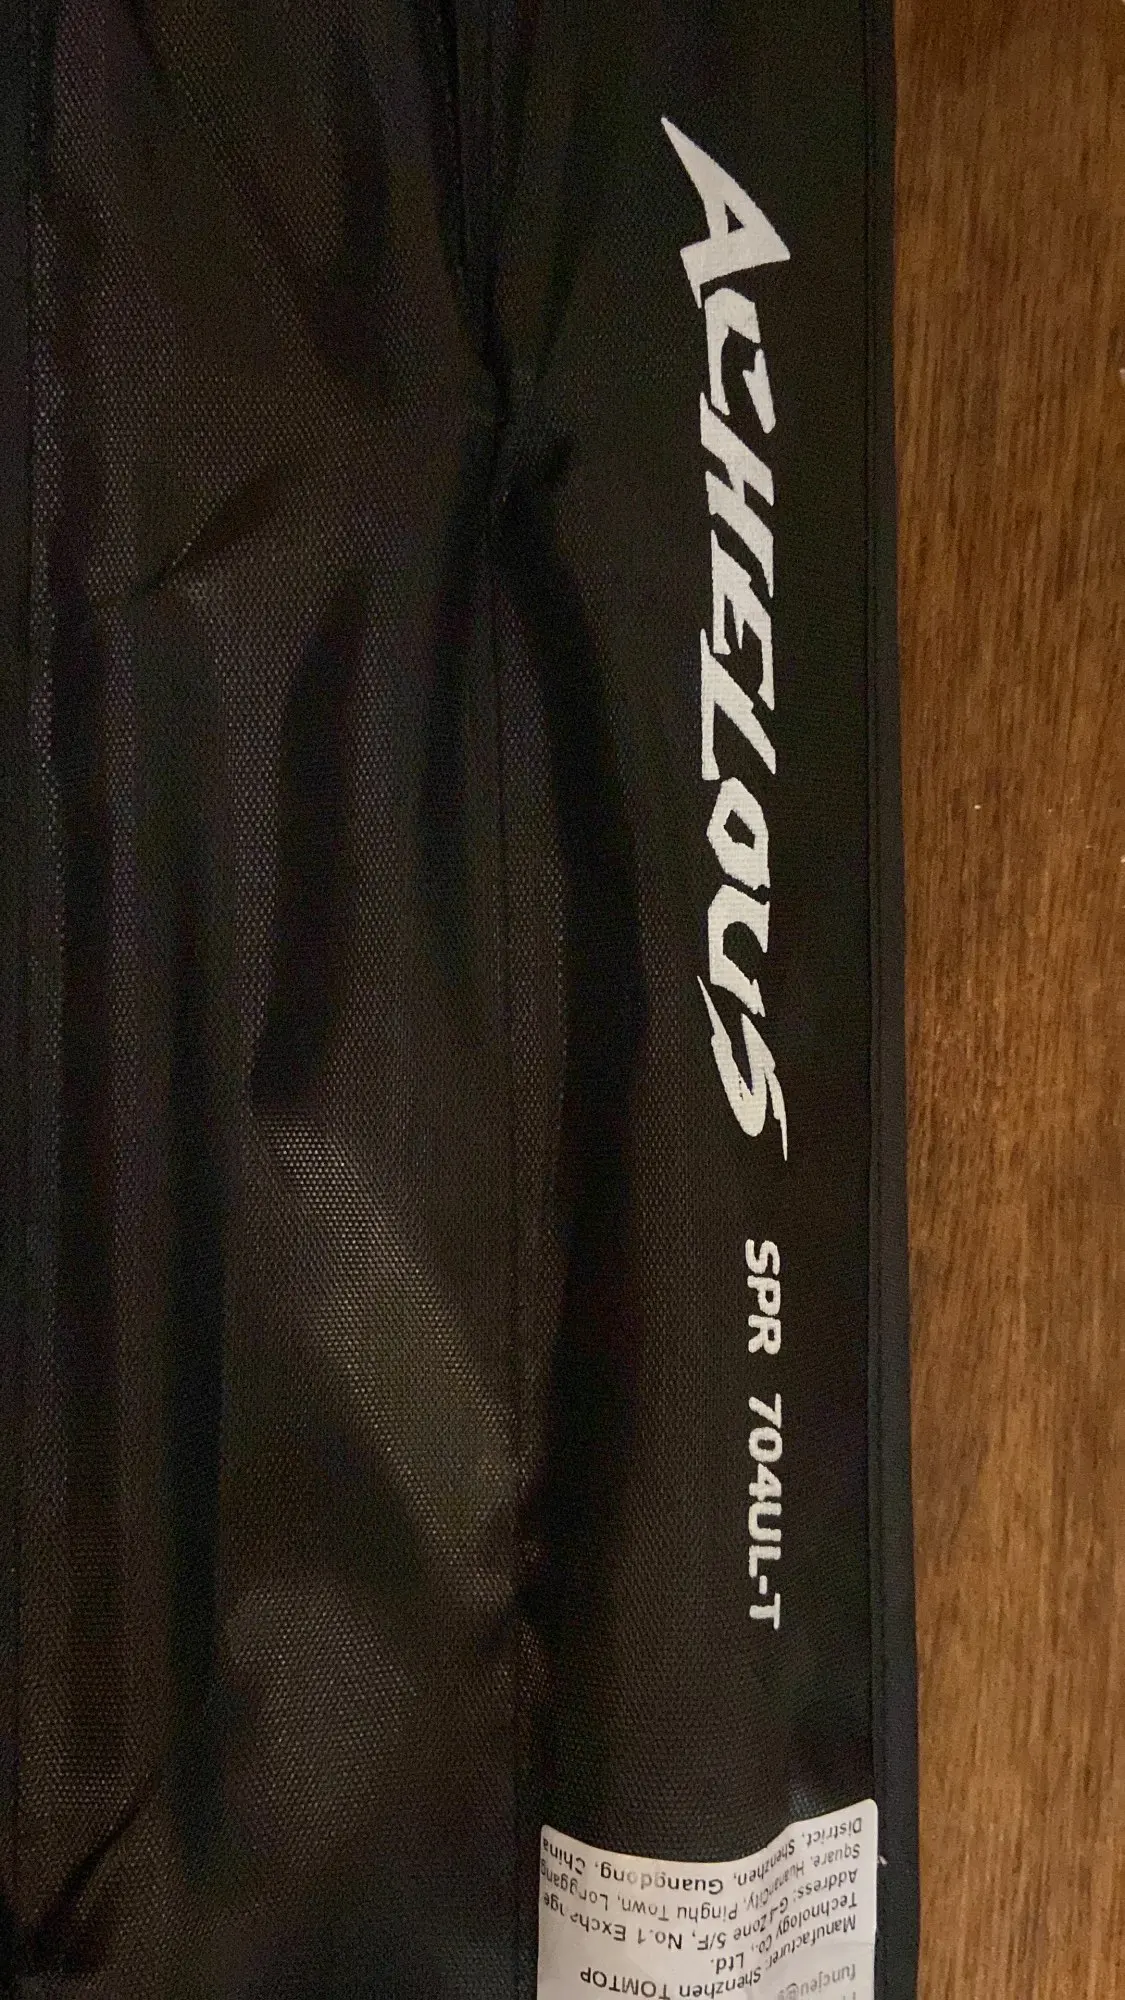 ACHELOUS
SPR 704UL-T
Manufacturer: Shenzhen TOMTOP
Technology Co., Ltd.
Address: Zone 5/F, No.1 Exchange
Square, HuananCity, Pinghu Town, Longgang
District, Shenzhen, Guangdong, China